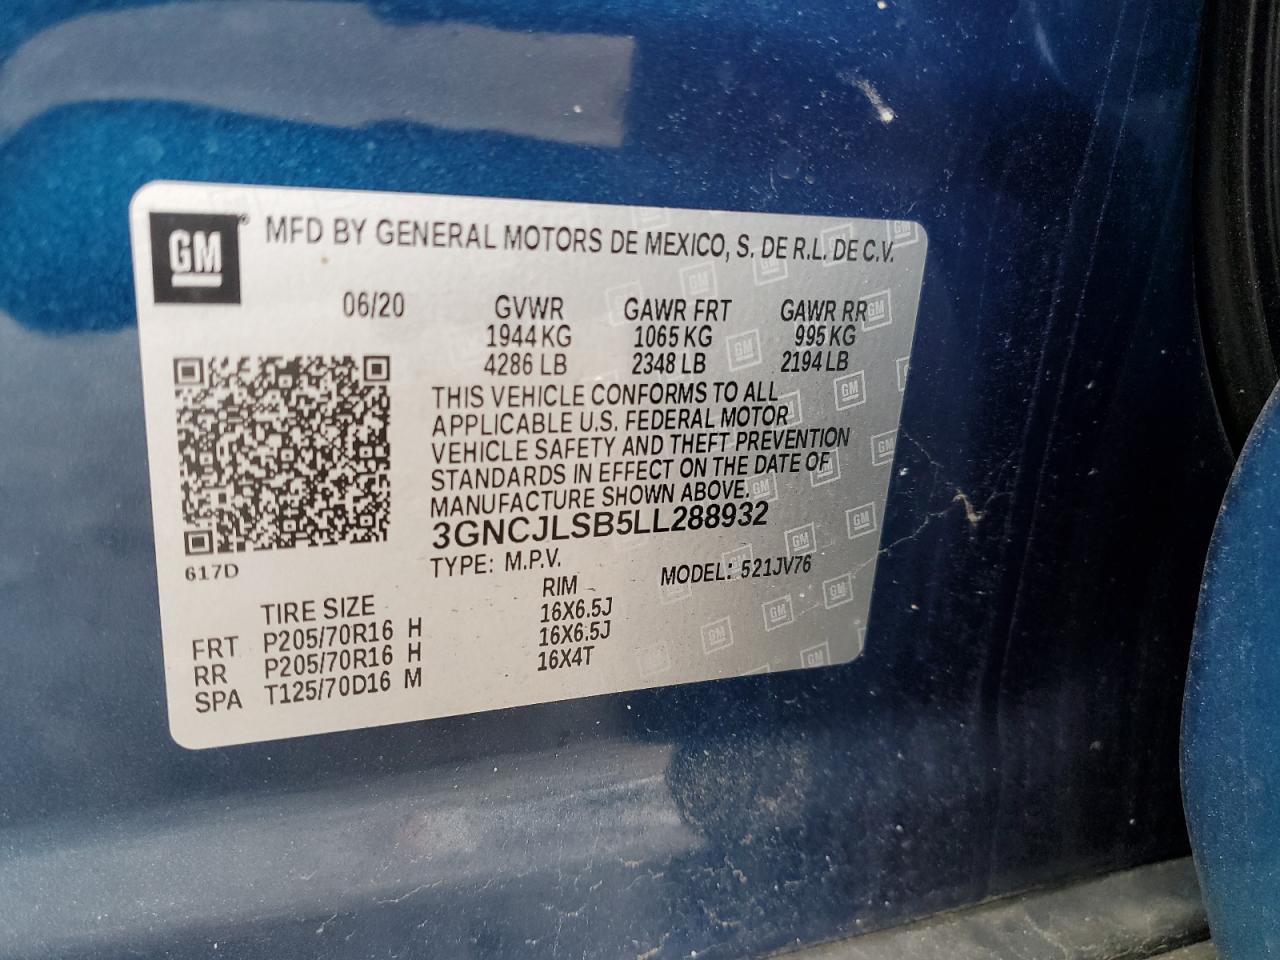 GM
MFD BY GENERAL MOTORS DE MEXICO, S. DE R.L. DE C.V.
06/20 GVWR GAWR FRT GAWR RR
1944 KG 1065 KG 995 KG
4286 LB 2348 LB 2194 LB
THIS VEHICLE CONFORMS TO ALL
APPLICABLE U.S. FEDERAL MOTOR
VEHICLE SAFETY AND THEFT PREVENTION
STANDARDS IN EFFECT ON THE DATE OF
MANUFACTURE SHOWN ABOVE.
3GNCJLSB5LL288932
617D
TYPE: M.P.V. MODEL: 521JV76
TIRE SIZE RIM
FRT P205/70R16 H 16X6.5J
RR P205/70R16 H 16X6.5J
SPA T125/70D16 M 16X4T